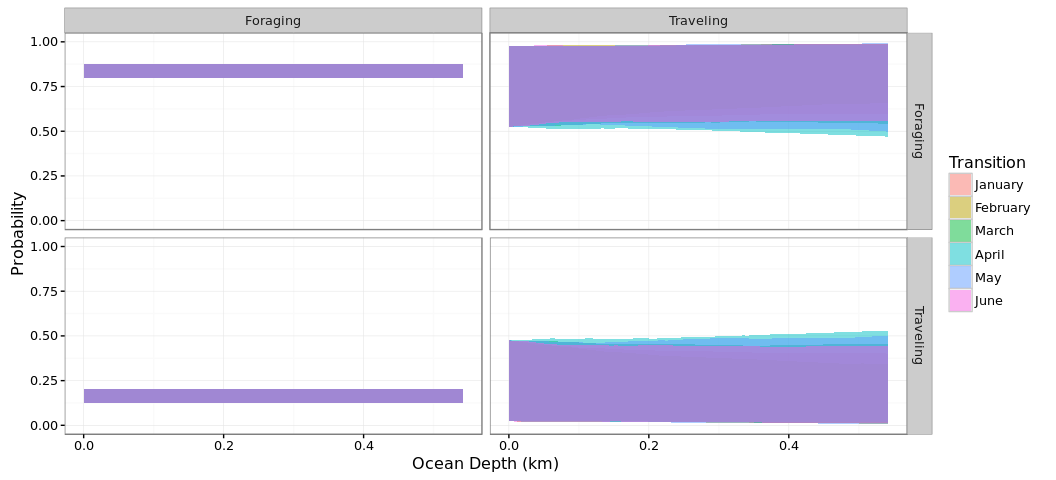 Foraging
Traveling
1.00
0.75
0.50
0.25
0.00
Foraging
1.00
0.75
0.50
0.25
0.00
Traveling
Probability
0.0
0.2
0.4
0.0
0.2
0.4
Ocean Depth (km)
Transition
January
February
March
April
May
June